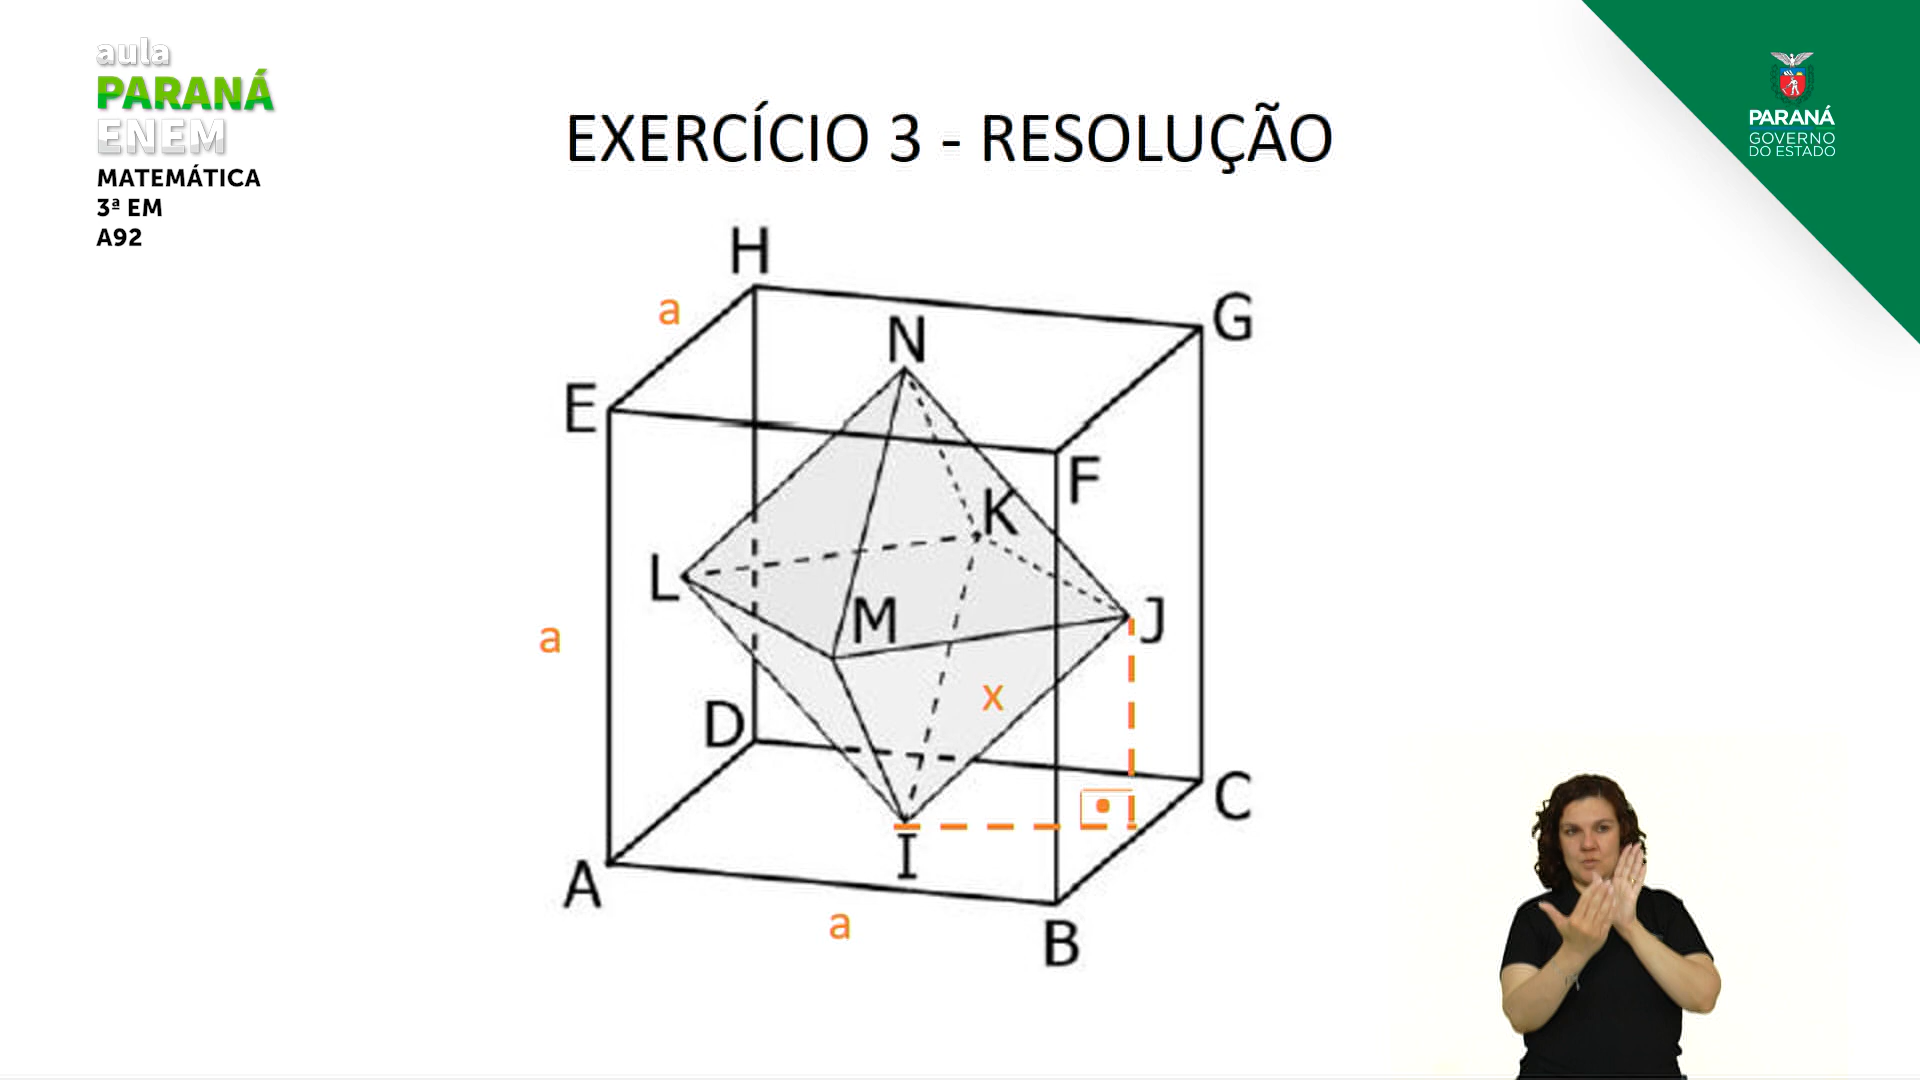 aula
PARANÁ
ENEM
MATEMÁTICA
3ª EM
A92
EXERCÍCIO 3 - RESOLUÇÃO
PARANÁ
GOVERNO
DO ESTADO
H
a
G
N
E
F
K
L
M
J
a
x
D
C
I
A
a
B